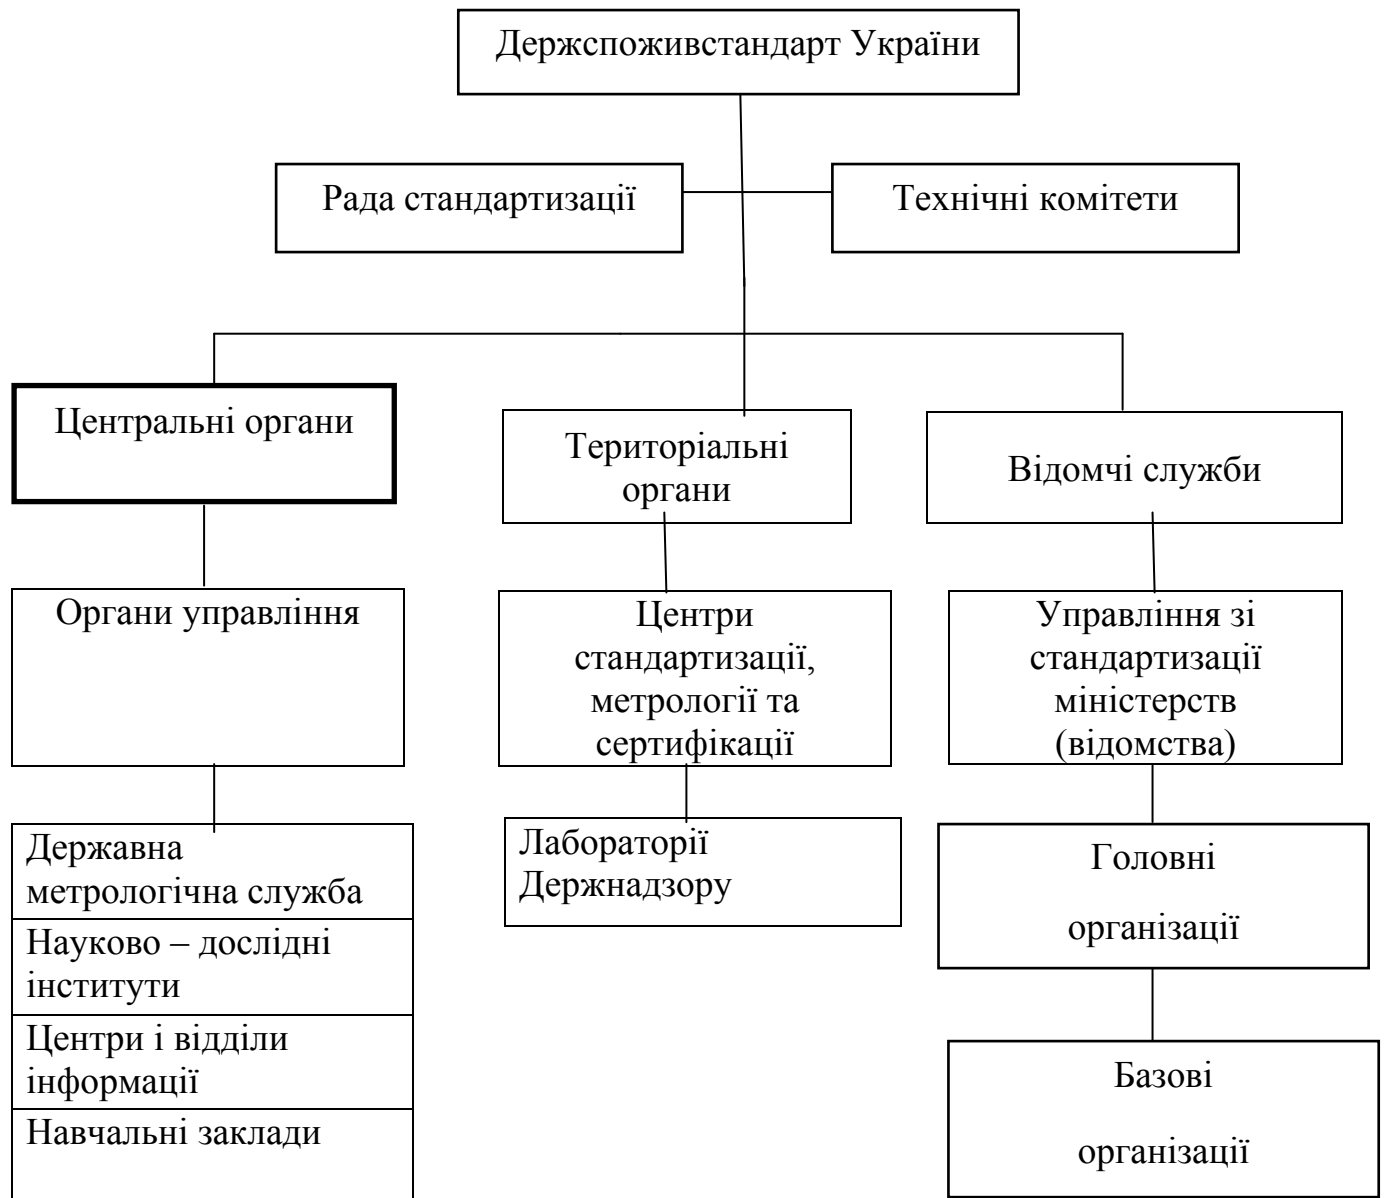 Держспоживстандарт України
Рада стандартизації
Технічні комітети
Центральні органи
Територіальні
органи
Відомчі служби
Органи управління
Центри
стандартизації,
метрології та
сертифікації
Управління зі
стандартизації
міністерств
(відомства)
Державна
метрологічна служба
Науково – дослідні
інститути
Центри і відділи
інформації
Навчальні заклади
Лабораторії
Держнадзору
Головні
організації
Базові
організації